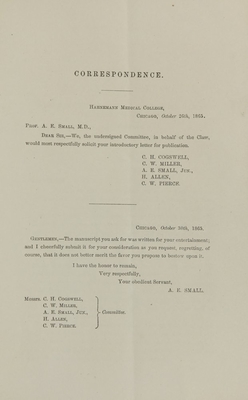 CORRESPONDENCE.
HAHNEMANN MEDICAL COLLEGE,
CHICAGO, October 25th, 1865.
PROF. A. E. SMALL, M.D.,
DEAR SIR,—We, the undersigned Committee, in behalf of the Class,
would most respectfully solicit your introductory letter for publication.
C. H. COGSWELL,
C. W. MILLER,
A. E. SMALL, JUN.,
H. ALLEN,
C. W. PIERCE.
CHICAGO, October 26th, 1865.
GENTLEMEN,—The manuscript you ask for was written for your entertainment,
and I cheerfully submit it for your consideration as you request, regretting, of
course, that it does not better merit the favor you propose to bestow upon it.
I have the honor to remain,
Very respectfully,
Your obedient Servant,
A. E. SMALL.
Messrs. C. H. COGSWELL,
C. W. MILLER,
A. E. SMALL, JUN.,
H. ALLEN,
C. W. PIERCE.
Committee.